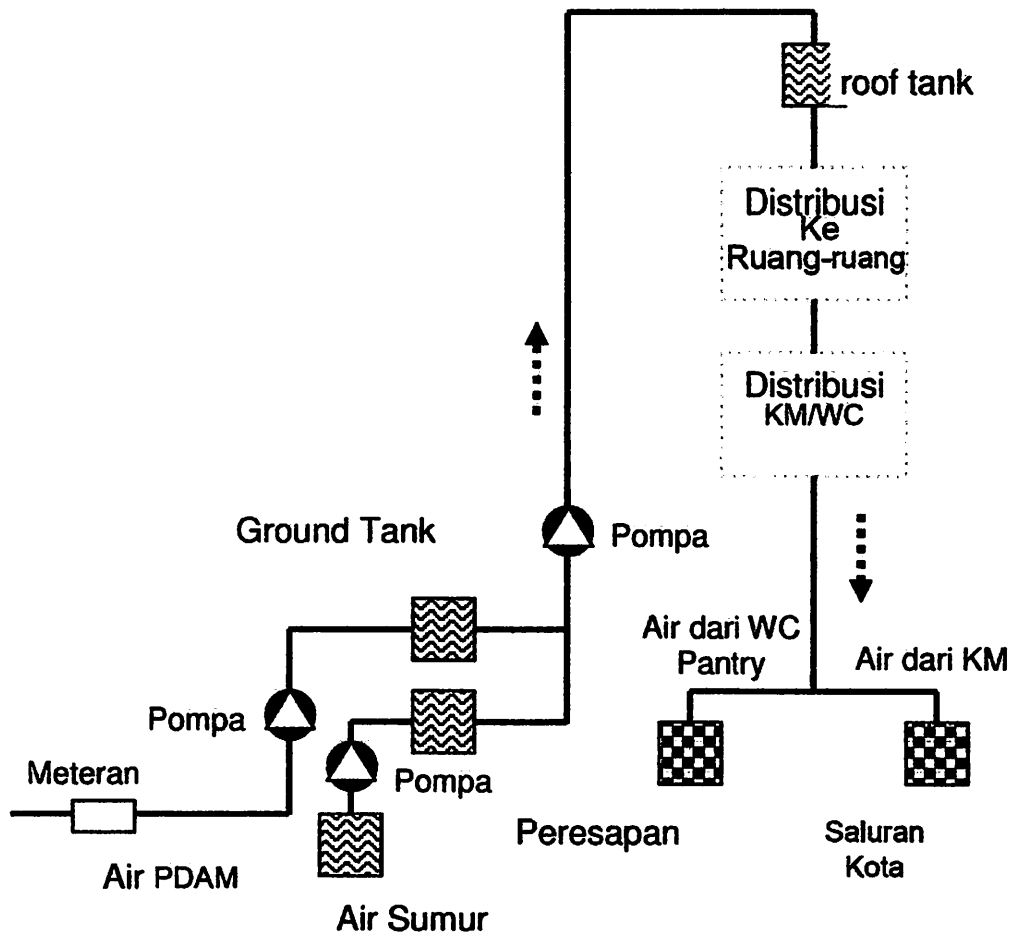 roof tank
Distribusi
Ke
Ruang-ruang
Distribusi
KM/WC
Ground Tank
Pompa
Air dari WC
Pantry
Air dari KM
Pompa
Meteran
Pompa
Peresapan
Saluran
Kota
Air PDAM
Air Sumur